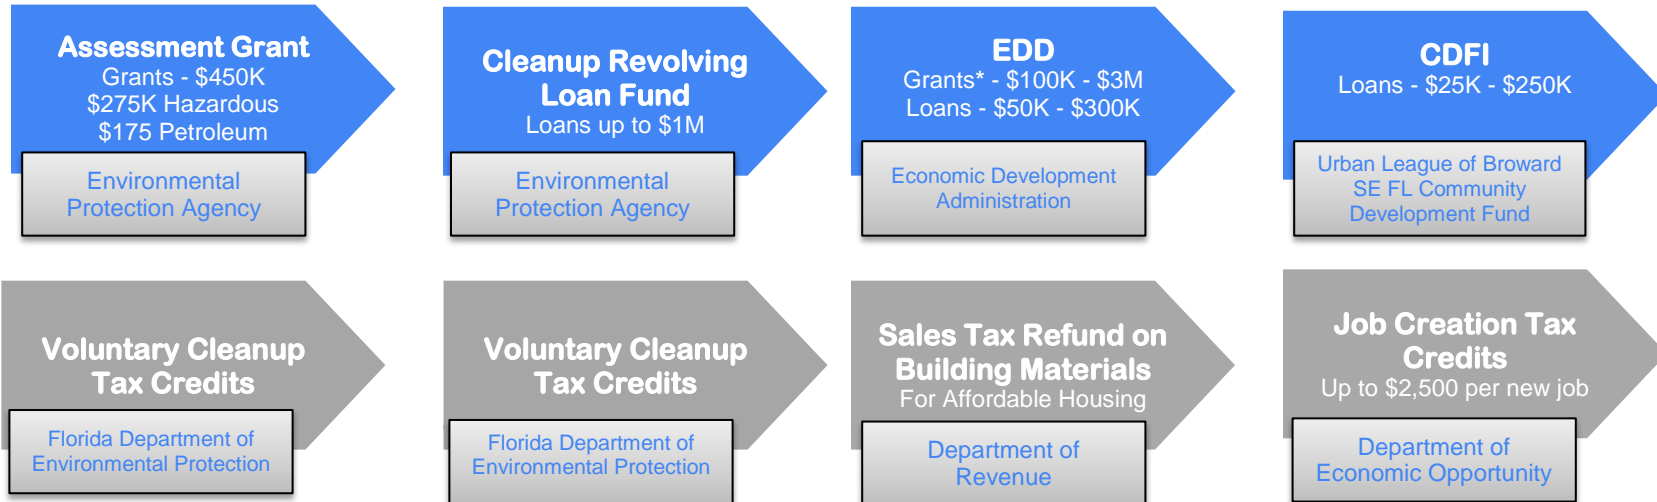 Assessment Grant
Grants - $450K
$275K Hazardous
$175 Petroleum
Environmental
Protection Agency
Cleanup Revolving
Loan Fund
Loans up to $1M
Environmental
Protection Agency
EDD
Grants* - $100K - $3M
Loans - $50K - $300K
Economic Development
Administration
CDFI
Loans - $25K - $250K
Urban League of Broward
SE FL Community
Development Fund
Voluntary Cleanup
Tax Credits
Florida Department of
Environmental Protection
Voluntary Cleanup
Tax Credits
Florida Department of
Environmental Protection
Sales Tax Refund on
Building Materials
For Affordable Housing
Department of
Revenue
Job Creation Tax
Credits
Up to $2,500 per new job
Department of
Economic Opportunity